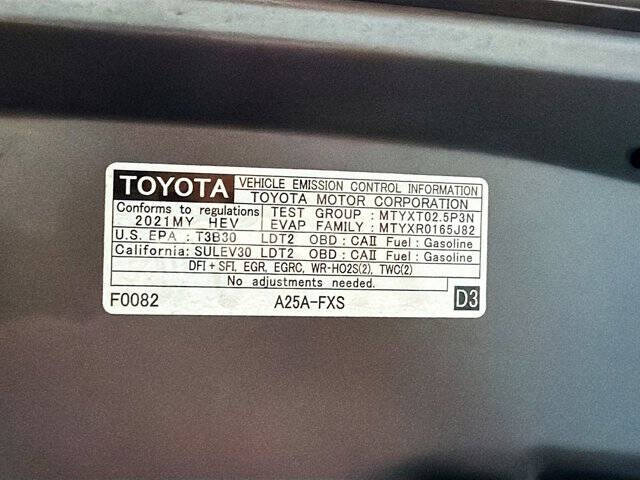 TOYOTA VEHICLE EMISSION CONTROL INFORMATION
TOYOTA MOTOR CORPORATION
Conforms to regulations TEST GROUP : MTYXT02.5P3N
2021MY HEV EVAP FAMILY : MTYXR0165J82
U.S. EPA : T3B30 LDT2 OBD : CAII Fuel : Gasoline
California: SULEV30 LDT2 OBD : CAII Fuel : Gasoline
DFI + SFI, EGR, EGRC, WR-HO2S(2), TWC(2)
No adjustments needed.
F0082 A25A-FXS D3